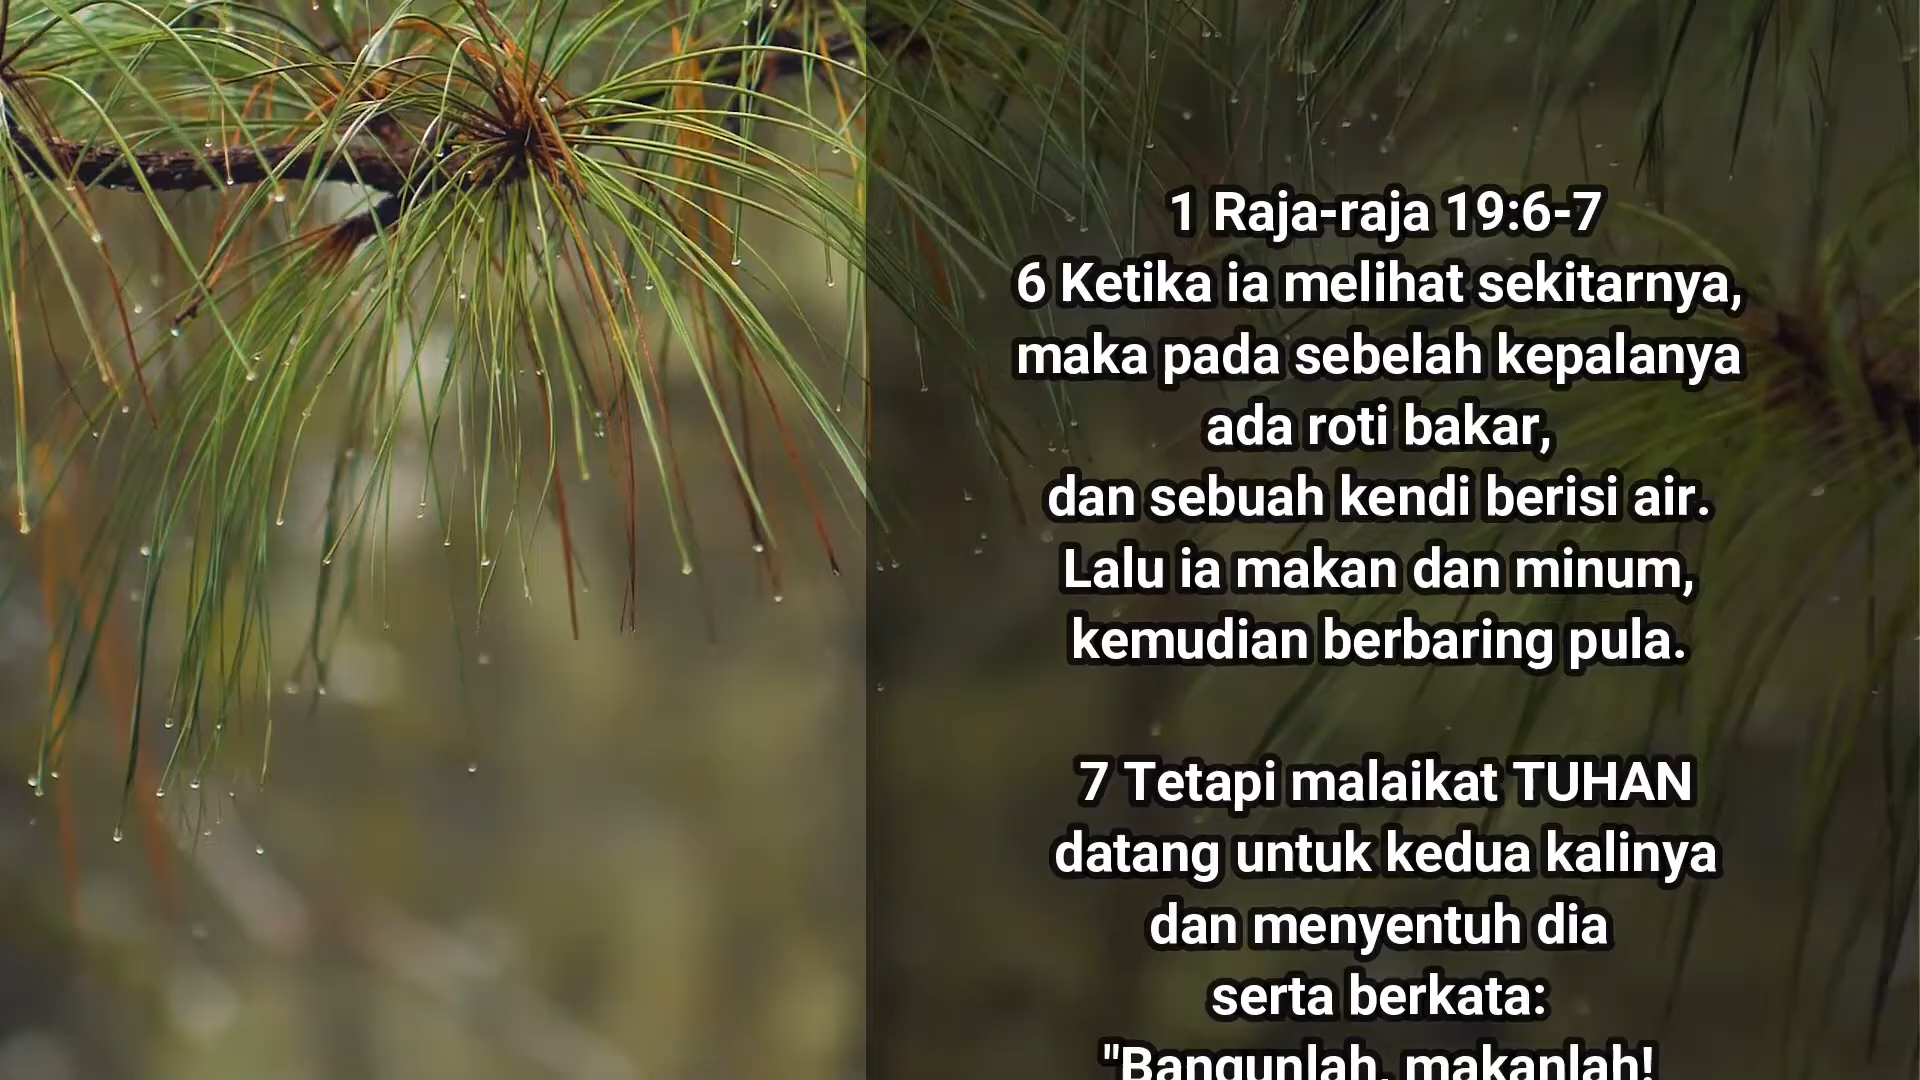 1 Raja-raja 19:6-7
6 Ketika ia melihat sekitarnya,
maka pada sebelah kepalanya
ada roti bakar,
dan sebuah kendi berisi air.
Lalu ia makan dan minum,
kemudian berbaring pula.
7 Tetapi malaikat TUHAN
datang untuk kedua kalinya
dan menyentuh dia
serta berkata:
"Bangunlah, makanlah!